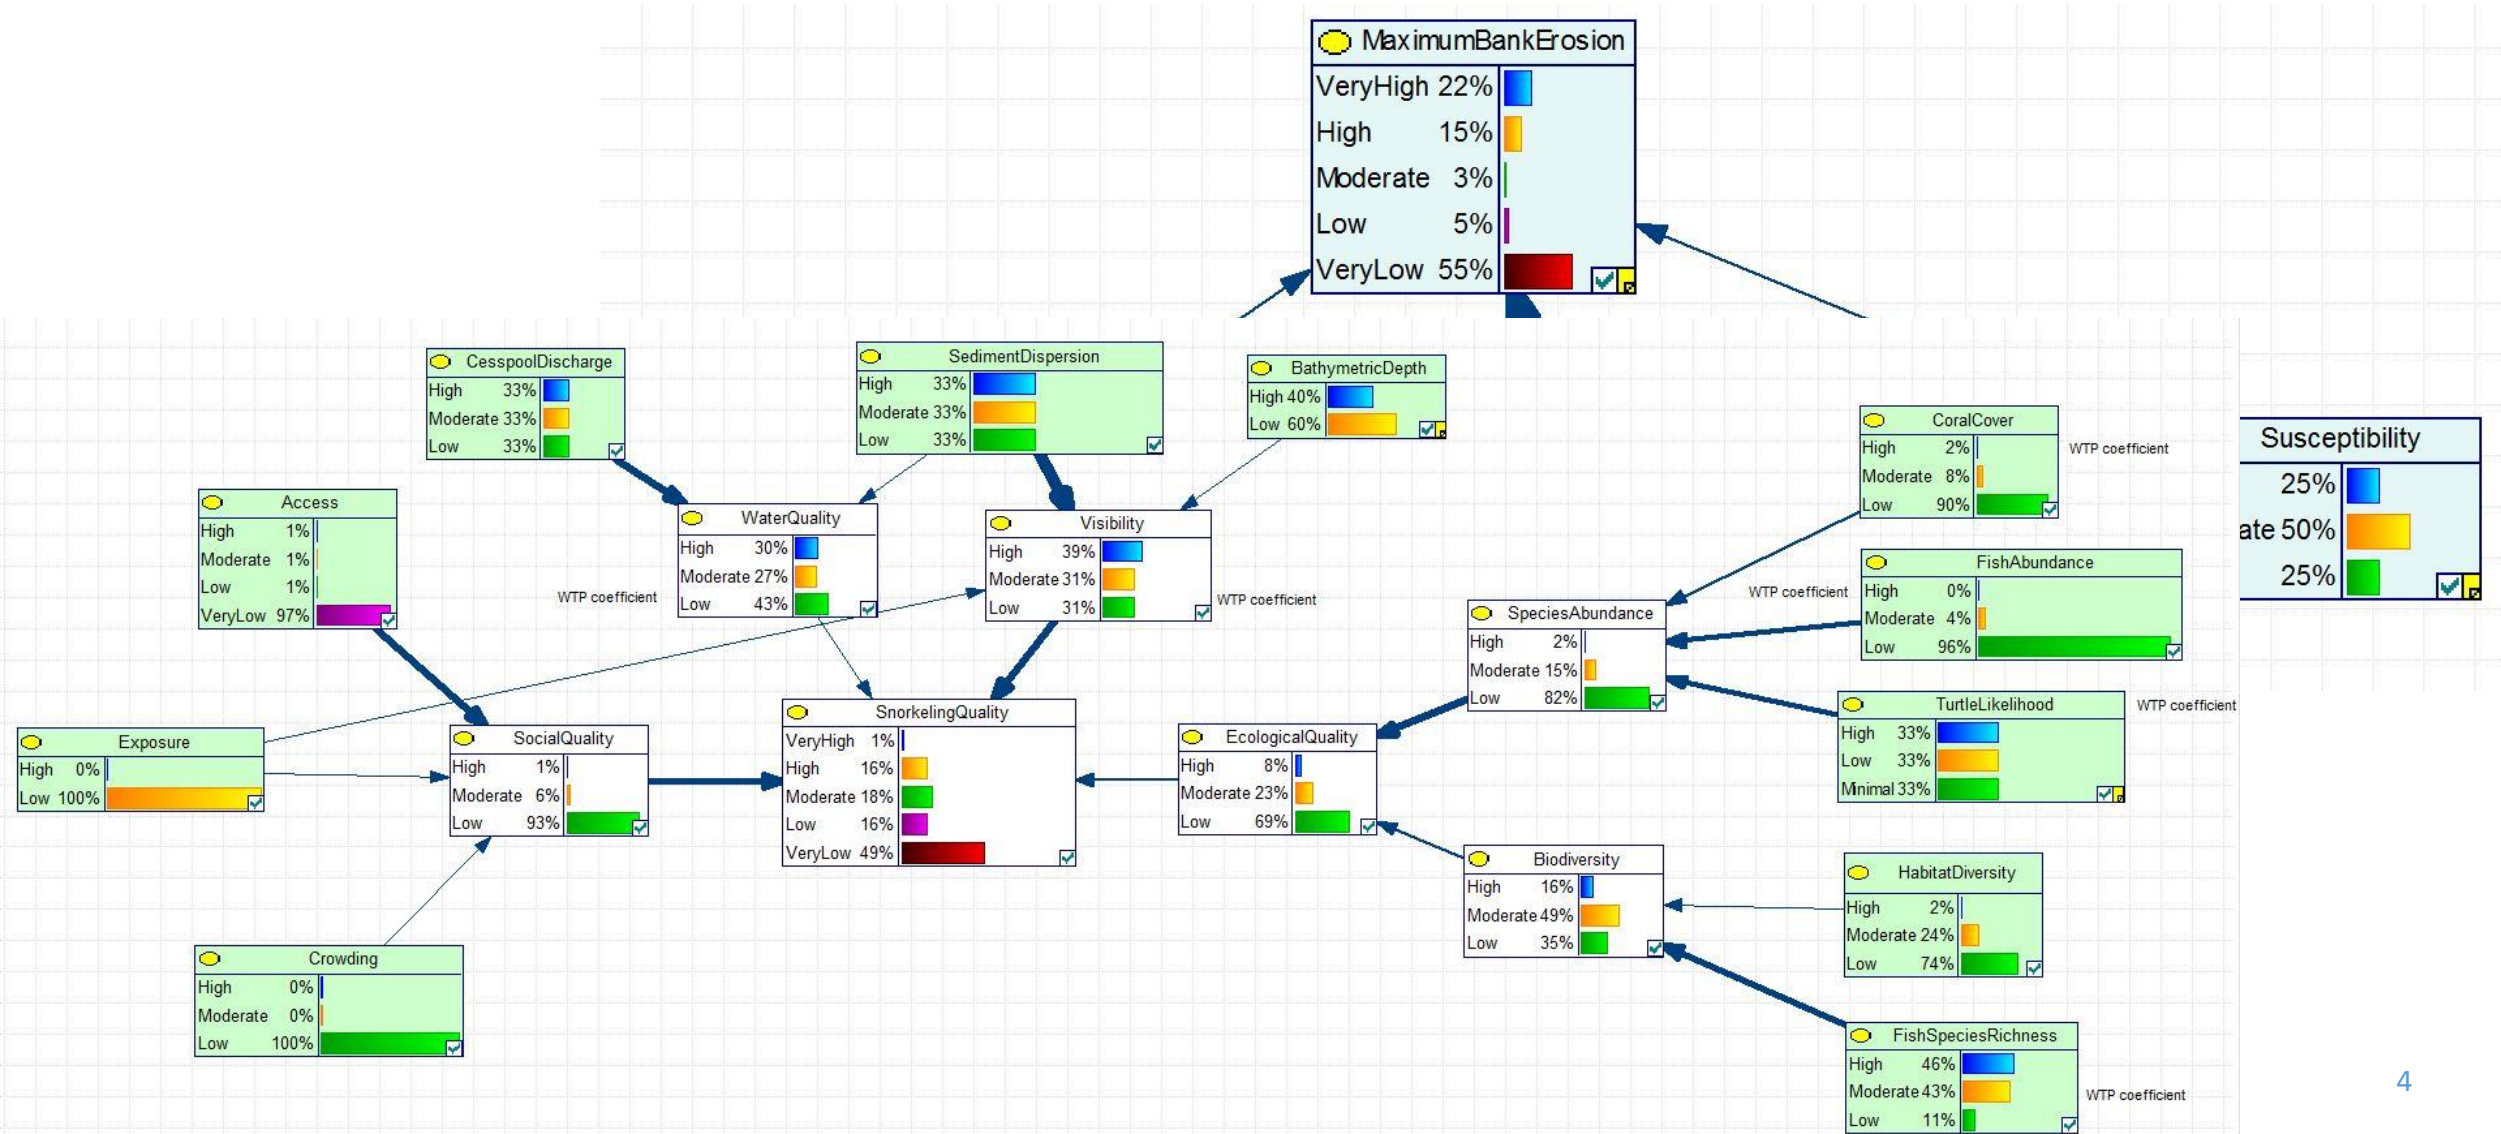 MaximumBankErosion
VeryHigh 22%
High 15%
Moderate 3%
Low 5%
VeryLow 55%
CesspoolDischarge
High 33%
Moderate 33%
Low 33%
SedimentDispersion
High 33%
Moderate 33%
Low 33%
BathymetricDepth
High 40%
Low 60%
CoralCover
High 2%
Moderate 8%
Low 90%
WTP coefficient
Susceptibility
25%
ate 50%
25%
Access
High 1%
Moderate 1%
Low 1%
VeryLow 97%
WaterQuality
High 30%
Moderate 27%
Low 43%
WTP coefficient
Visibility
High 39%
Moderate 31%
Low 31%
WTP coefficient
FishAbundance
High 0%
Moderate 4%
Low 96%
WTP coefficient
SpeciesAbundance
High 2%
Moderate 15%
Low 82%
TurtleLikelihood
High 33%
Low 33%
Minimal 33%
WTP coefficient
Exposure
High 0%
Low 100%
SocialQuality
High 1%
Moderate 6%
Low 93%
SnorkelingQuality
VeryHigh 1%
High 16%
Moderate 18%
Low 16%
VeryLow 49%
EcologicalQuality
High 8%
Moderate 23%
Low 69%
Biodiversity
High 16%
Moderate 49%
Low 35%
HabitatDiversity
High 2%
Moderate 24%
Low 74%
Crowding
High 0%
Moderate 0%
Low 100%
FishSpeciesRichness
High 46%
Moderate 43%
Low 11%
WTP coefficient
4